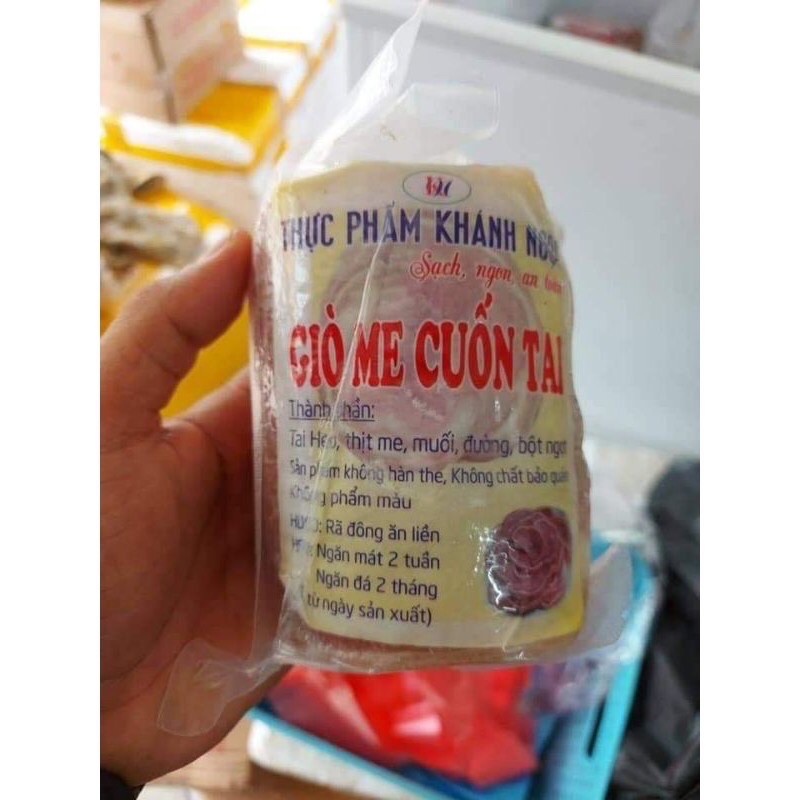 THỰC PHẨM KHÁNH NGỌC
Sạch, ngon, an toàn
GIÒ ME CUỐN TAI
Thành phần:
Tai Heo, thịt me, muối, đường, bột ngọt
Sản phẩm không hàn the, Không chất bảo quản
Không phẩm màu
Rã đông ăn liền
Ngăn mát 2 tuần
Ngăn đá 2 tháng
từ ngày sản xuất)